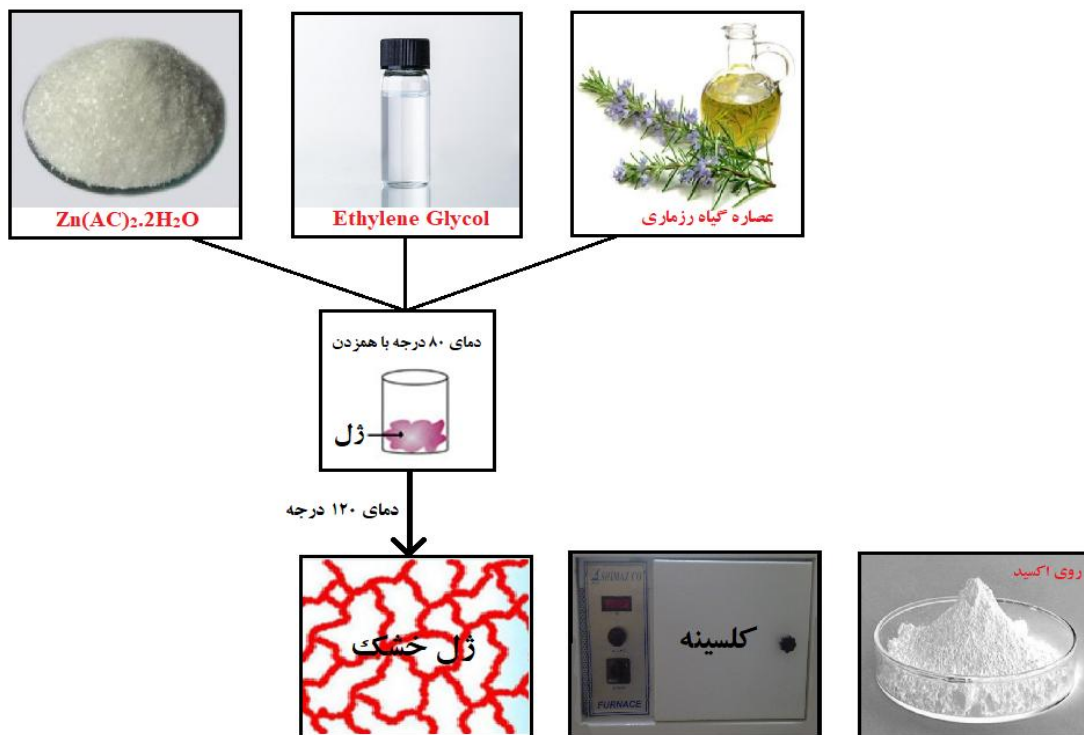 Zn(AC)₂.2H₂O
Ethylene Glycol
عصاره گیاه رزماری
دمای ۸۰ درجه با همزدن
ژل
دمای ۱۲۰ درجه
ژل خشک
کلسینه
FURNACE
روی اکسید